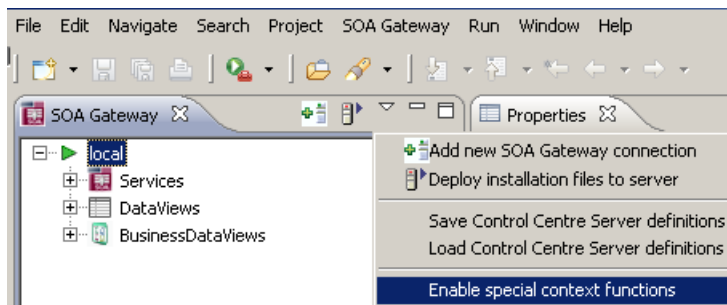 File Edit Navigate Search Project SOA Gateway Run Window Help
SOA Gateway
Properties
local
Services
DataViews
BusinessDataViews
Add new SOA Gateway connection
Deploy installation files to server
Save Control Centre Server definitions
Load Control Centre Server definitions
Enable special context functions